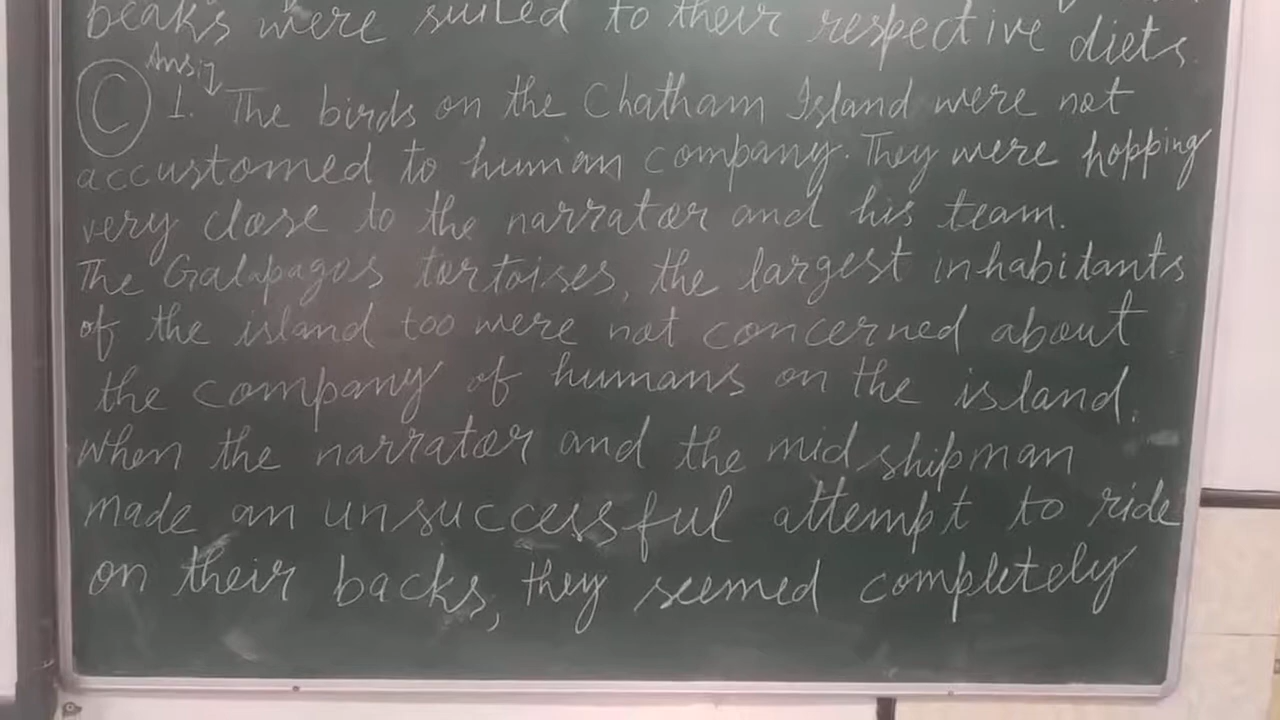 beaks were suited to their respective diets.
Ans:
(C) 1. The birds on the Chatham Island were not
accustomed to human company. They were hopping
very close to the narrator and his team.
The Galapagos tortoises, the largest inhabitants
of the island too were not concerned about
the company of humans on the island.
When the narrator and the mid shipman
made an unsuccessful attempt to ride
on their backs, they seemed completely